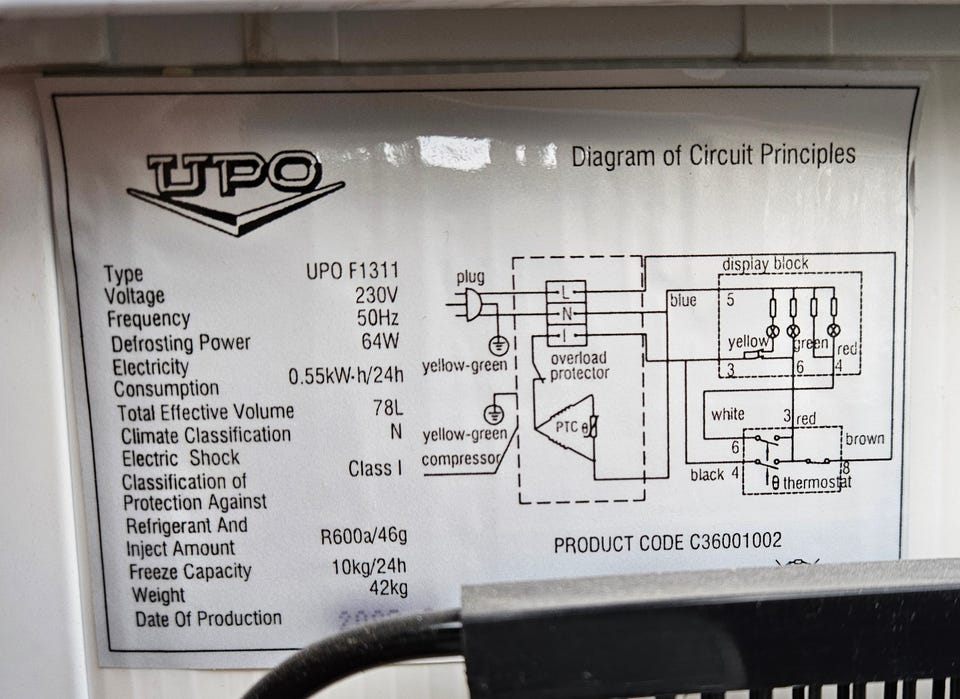 UPO
Diagram of Circuit Principles
Type UPO F1311
Voltage 230V
Frequency 50Hz
Defrosting Power 64W
Electricity
Consumption 0.55kW·h/24h
Total Effective Volume 78L
Climate Classification N
Electric Shock
Classification of Class I
Protection Against
Refrigerant And
Inject Amount R600a/46g
Freeze Capacity 10kg/24h
Weight 42kg
Date Of Production
plug
L
N
I
yellow-green
overload
protector
yellow-green
compressor
PTC θ
blue
display block
5
yellow
green
red
3
6
4
white
3
red
6
brown
black 4
8
θ thermostat
PRODUCT CODE C36001002